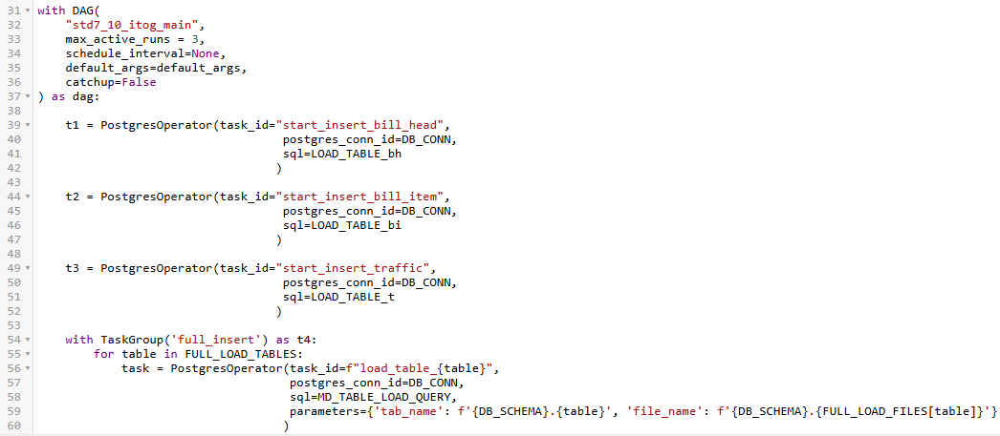 31 with DAG(
32     "std7_10_itog_main",
33     max_active_runs = 3,
34     schedule_interval=None,
35     default_args=default_args,
36     catchup=False
37 ) as dag:
38
39     t1 = PostgresOperator(task_id="start_insert_bill_head",
40                                    postgres_conn_id=DB_CONN,
41                                    sql=LOAD_TABLE_bh
42                                   )
43
44     t2 = PostgresOperator(task_id="start_insert_bill_item",
45                                    postgres_conn_id=DB_CONN,
46                                    sql=LOAD_TABLE_bi
47                                   )
48
49     t3 = PostgresOperator(task_id="start_insert_traffic",
50                                    postgres_conn_id=DB_CONN,
51                                    sql=LOAD_TABLE_t
52                                   )
53
54     with TaskGroup('full_insert') as t4:
55         for table in FULL_LOAD_TABLES:
56             task = PostgresOperator(task_id=f"load_table_{table}",
57                                     postgres_conn_id=DB_CONN,
58                                     sql=MD_TABLE_LOAD_QUERY,
59                                     parameters={'tab_name': f'{DB_SCHEMA}.{table}', 'file_name': f'{DB_SCHEMA}.{FULL_LOAD_FILES[table]}'}
60                                    )